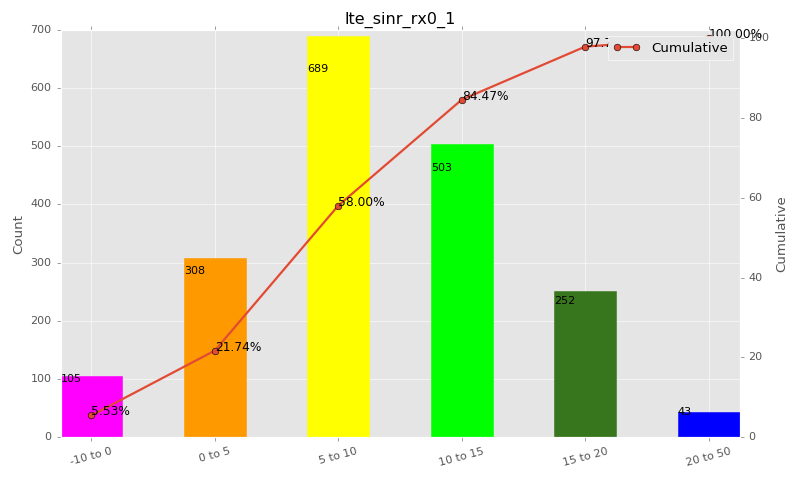 lte_sinr_rx0_1
700
600
500
400
300
200
100
0
Count
100
80
60
40
20
0
Cumulative
Cumulative
105
308
689
503
252
43
5.53%
21.74%
58.00%
84.47%
97.
100.00%
-10 to 0
0 to 5
5 to 10
10 to 15
15 to 20
20 to 50